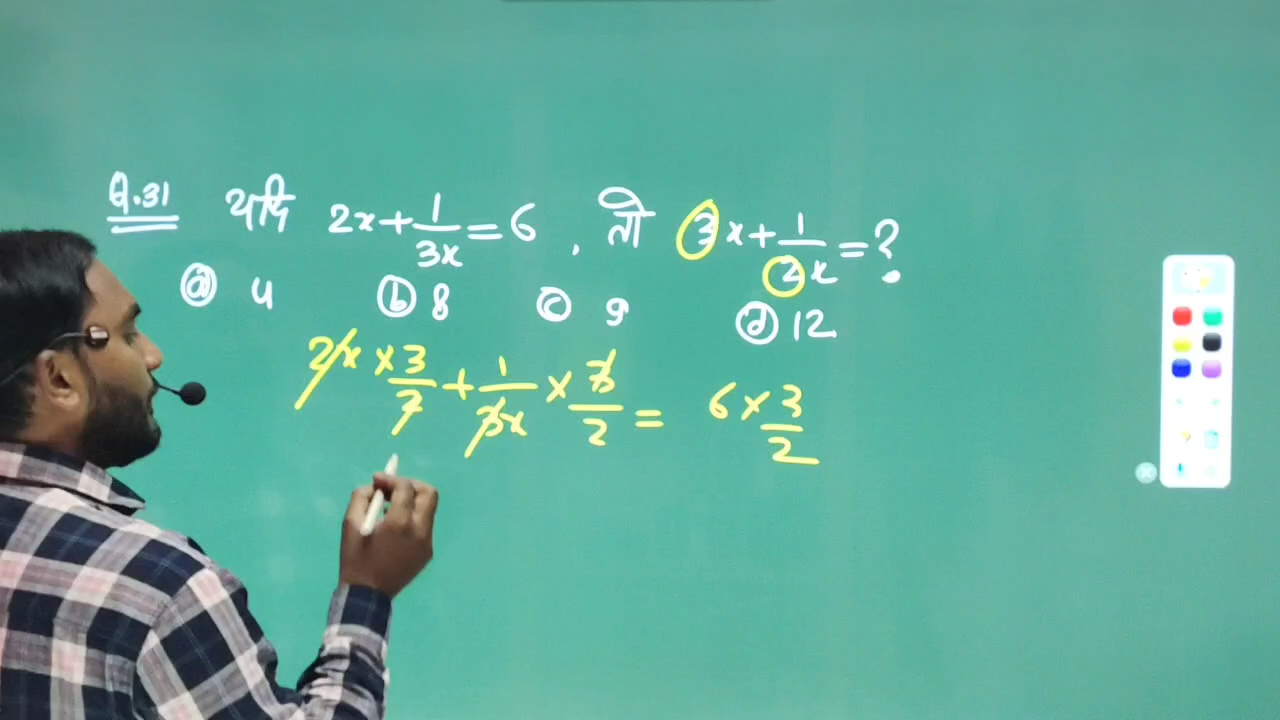 Q.31 यदि 2x + 1/3x = 6 , तो 3x + 1/2x = ?
(a) 4 (b) 8 (c) 9 (d) 12
2x × 3/2 + 1/3x × 3/2 = 6 × 3/2